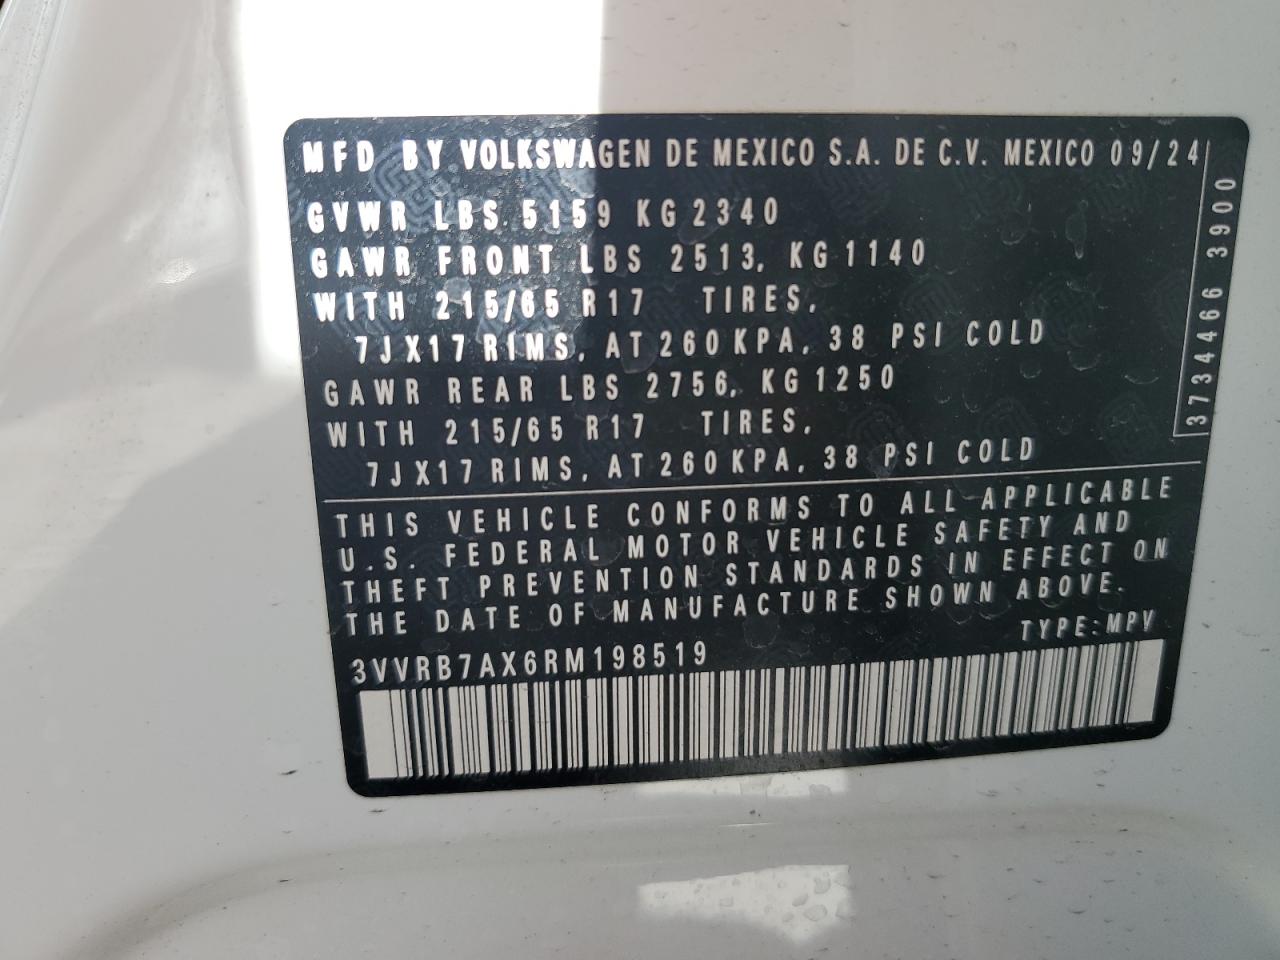 MFD BY VOLKSWAGEN DE MEXICO S.A. DE C.V. MEXICO 09/24
GVWR LBS 5159 KG 2340
GAWR FRONT LBS 2513, KG 1140
WITH 215/65 R17 TIRES,
7JX17 RIMS, AT 260 KPA, 38 PSI COLD
GAWR REAR LBS 2756, KG 1250
WITH 215/65 R17 TIRES,
7JX17 RIMS, AT 260 KPA, 38 PSI COLD
3734466 3900
THIS VEHICLE CONFORMS TO ALL APPLICABLE
U.S. FEDERAL MOTOR VEHICLE SAFETY AND
THEFT PREVENTION STANDARDS IN EFFECT ON
THE DATE OF MANUFACTURE SHOWN ABOVE.
TYPE: MPV
3VVRB7AX6RM198519